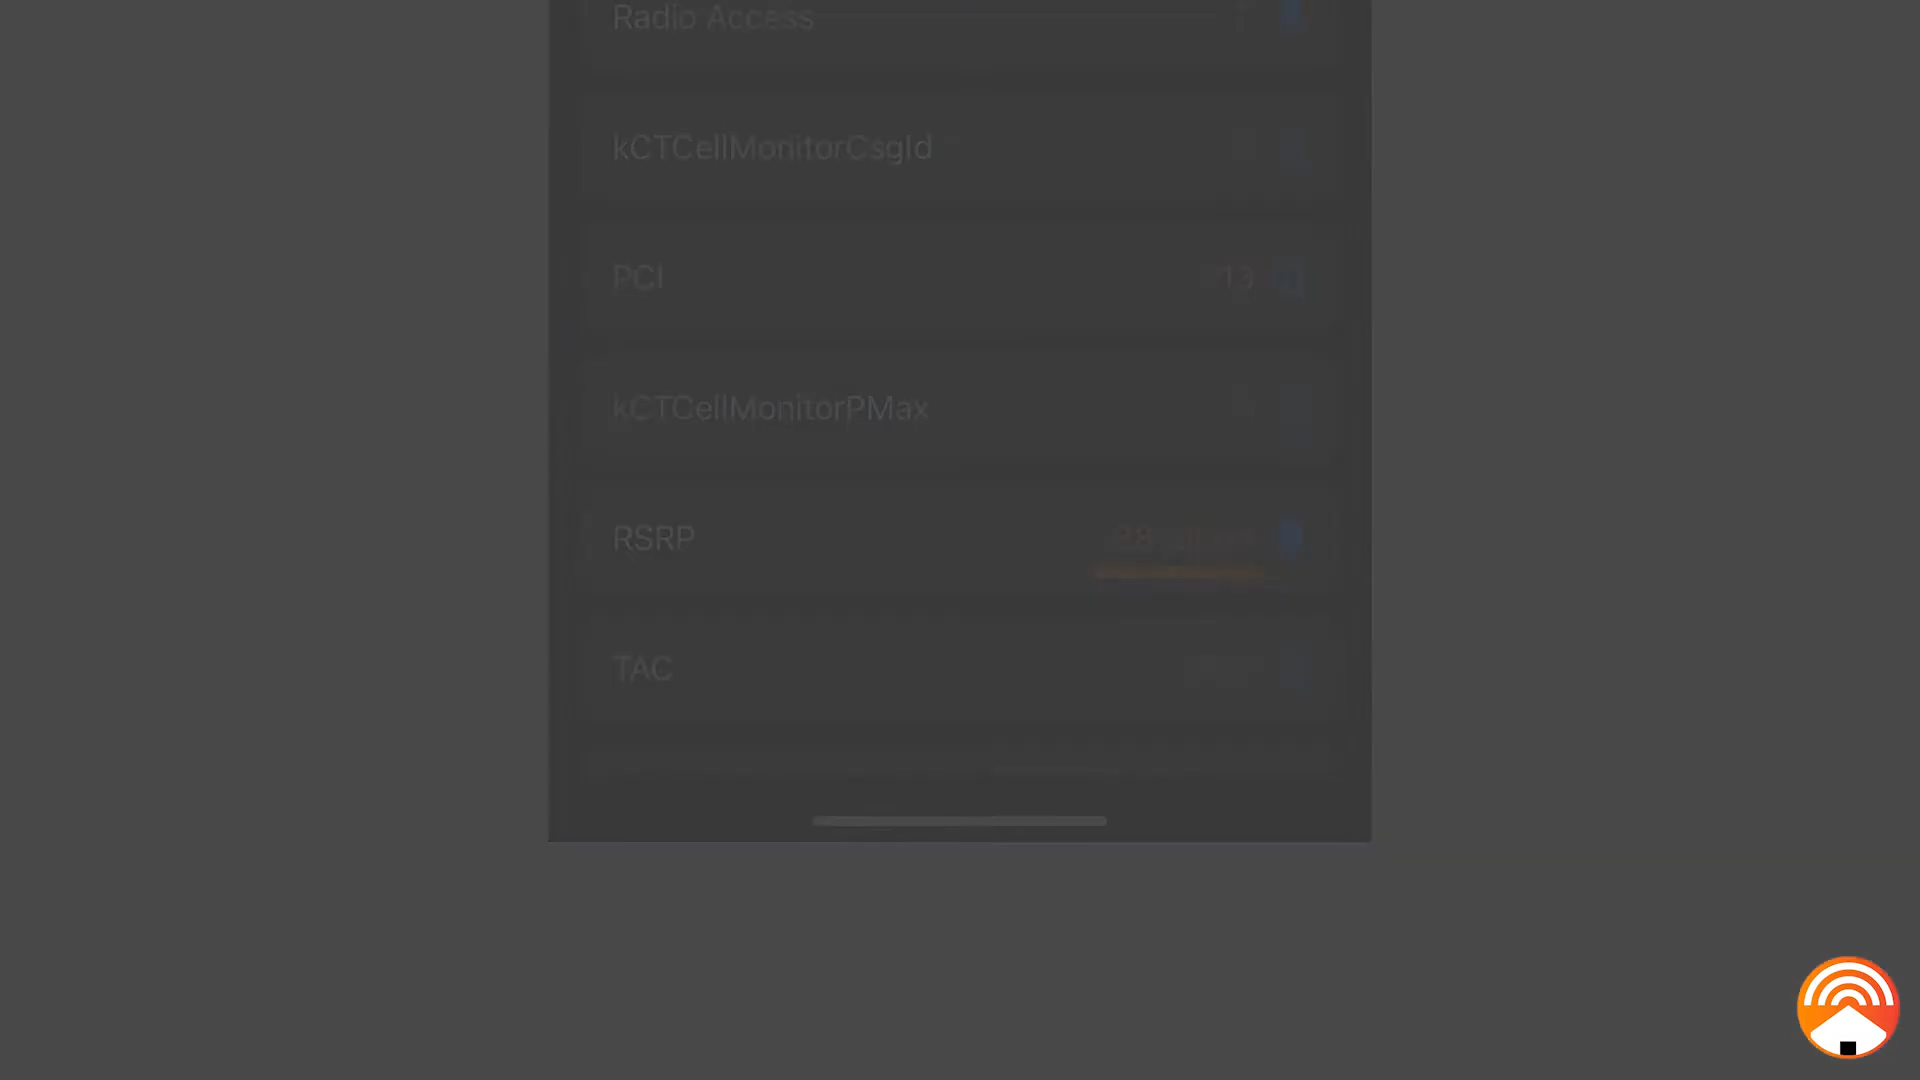 Radio Access
kCTCellMonitorCsgId
PCI
kCTCellMonitorPMax
RSRP
TAC